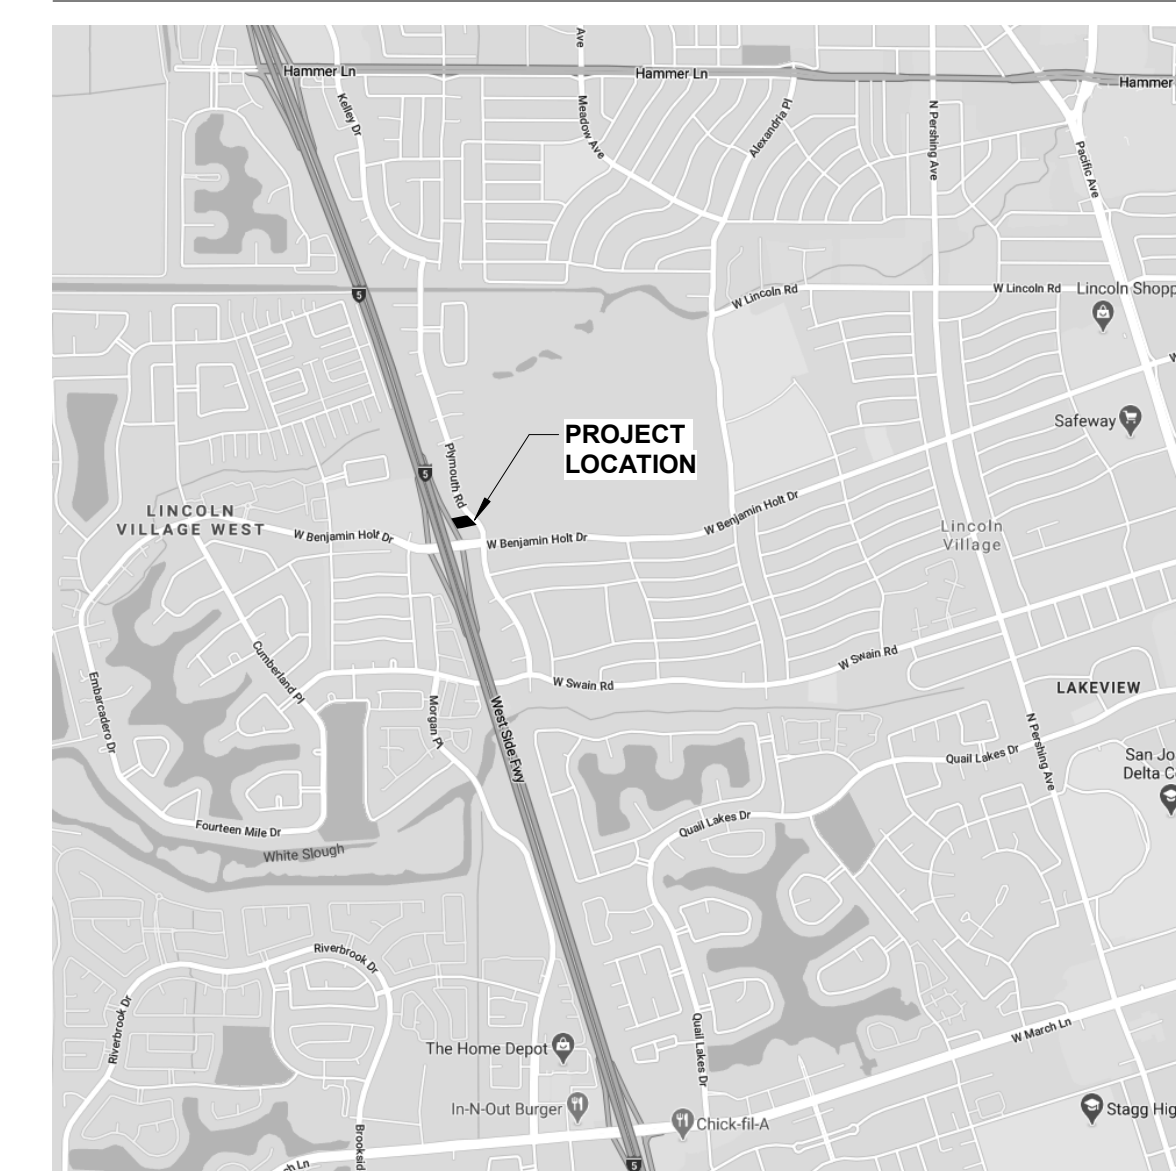 Ave
Hammer Ln
Hammer Ln
Hammer
Kelley Dr
Meadow Ave
Alexandria Pl
N Pershing Ave
Pacific Ave
5
W Lincoln Rd
W Lincoln Rd
Lincoln Shopp
Safeway
PROJECT
LOCATION
Plymouth Rd
5
LINCOLN
VILLAGE WEST
W Benjamin Holt Dr
W Benjamin Holt Dr
W Benjamin Holt Dr
Lincoln
Village
Cumberland Pl
W Swain Rd
W Swain Rd
Embarcadero Dr
Morgan Pl
West Side Fwy
LAKEVIEW
N Pershing Ave
Quail Lakes Dr
San Jo
Delta C
Fourteen Mile Dr
Quail Lakes Dr
White Slough
Riverbrook Dr
Riverbrook Dr
Quail Lakes Dr
W March Ln
The Home Depot
In-N-Out Burger
Chick-fil-A
Stagg Hig
Brooksid
ch Ln
5